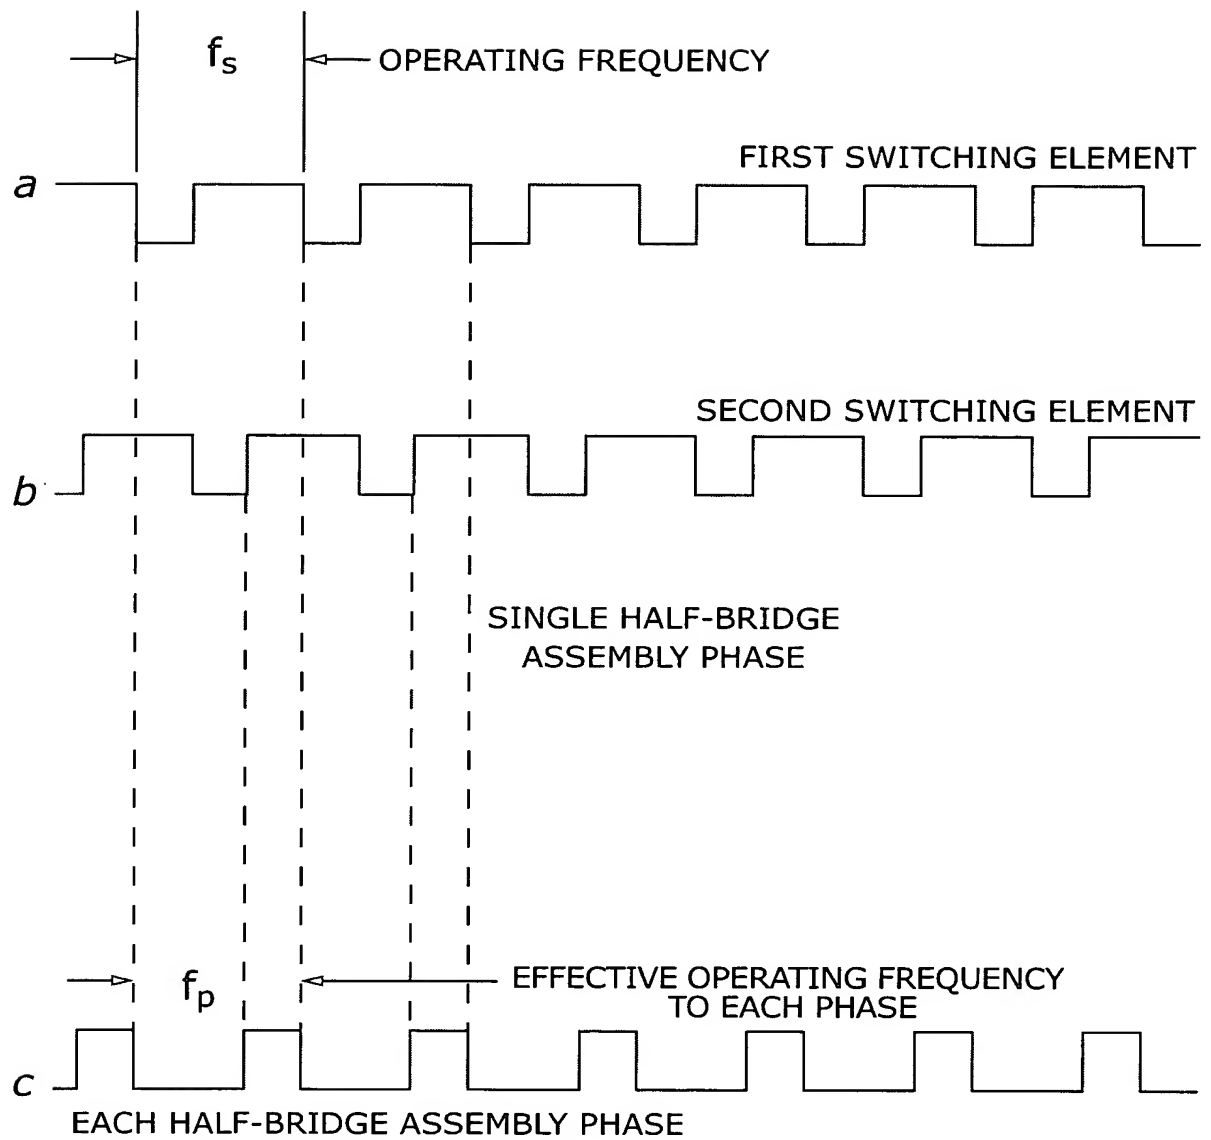 fs
OPERATING FREQUENCY
FIRST SWITCHING ELEMENT
a
SECOND SWITCHING ELEMENT
b
SINGLE HALF-BRIDGE
ASSEMBLY PHASE
fp
EFFECTIVE OPERATING FREQUENCY
TO EACH PHASE
c
EACH HALF-BRIDGE ASSEMBLY PHASE